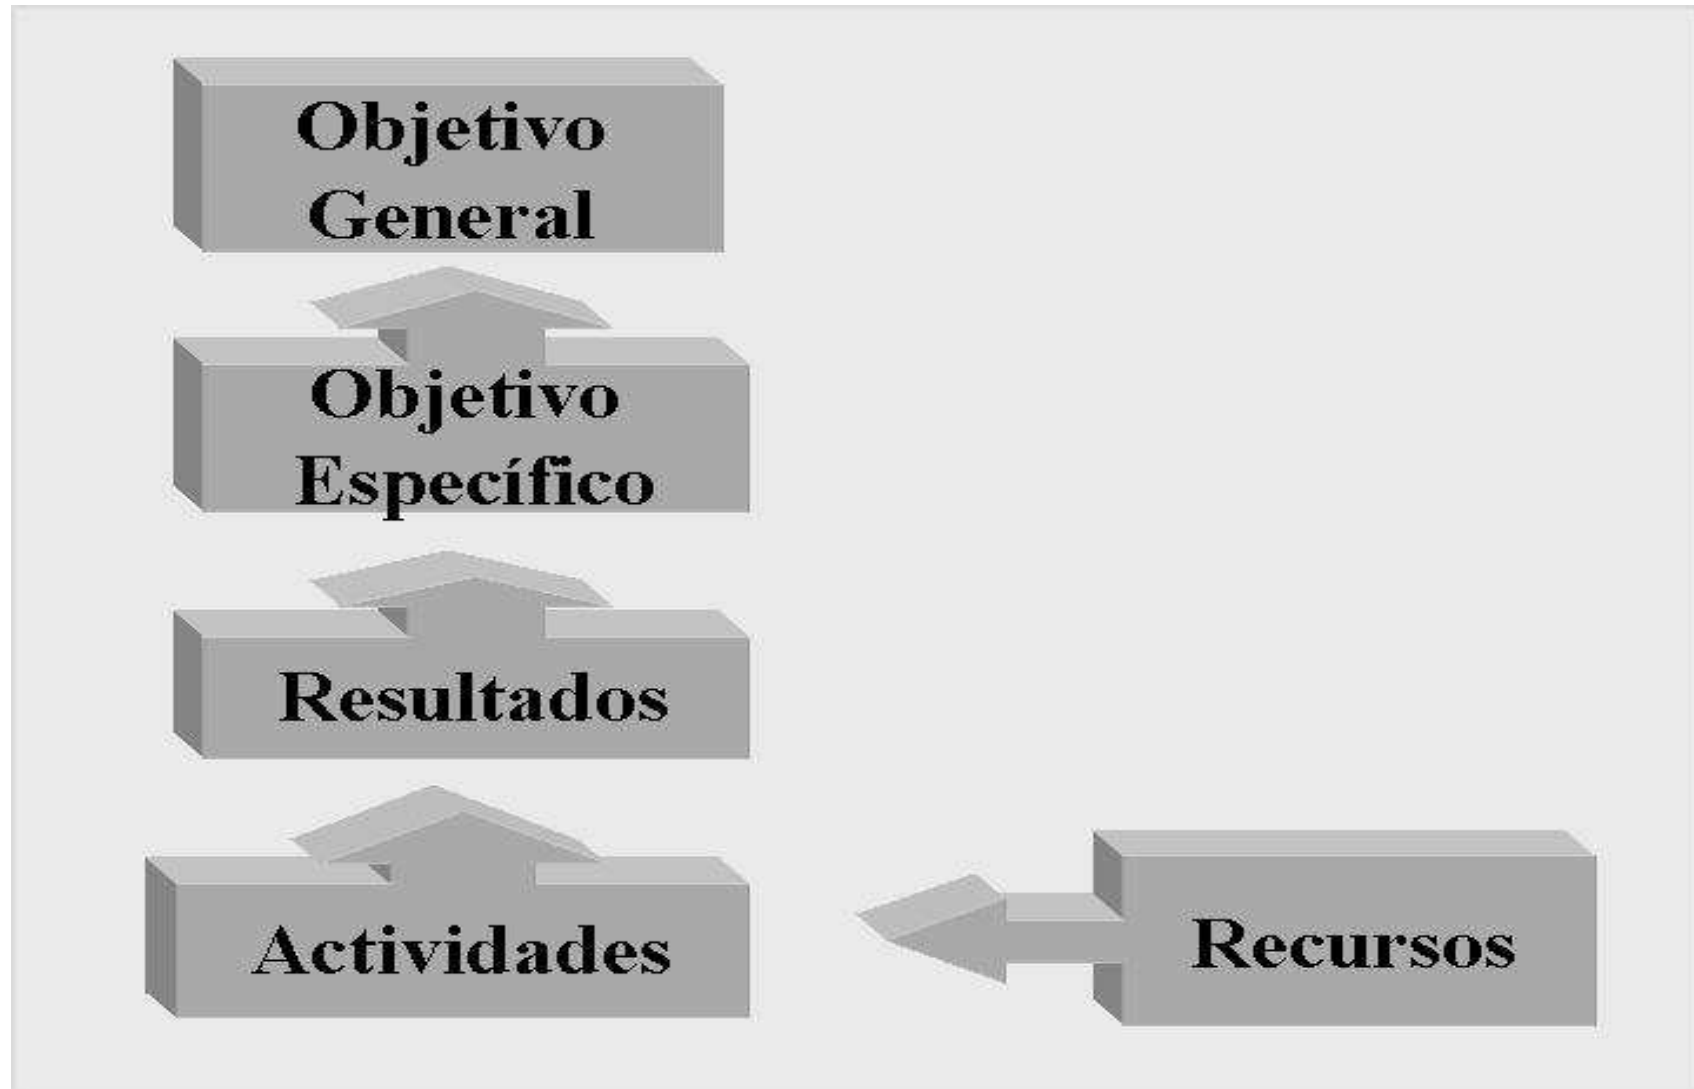 Objetivo
General
Objetivo
Específico
Resultados
Actividades
Recursos